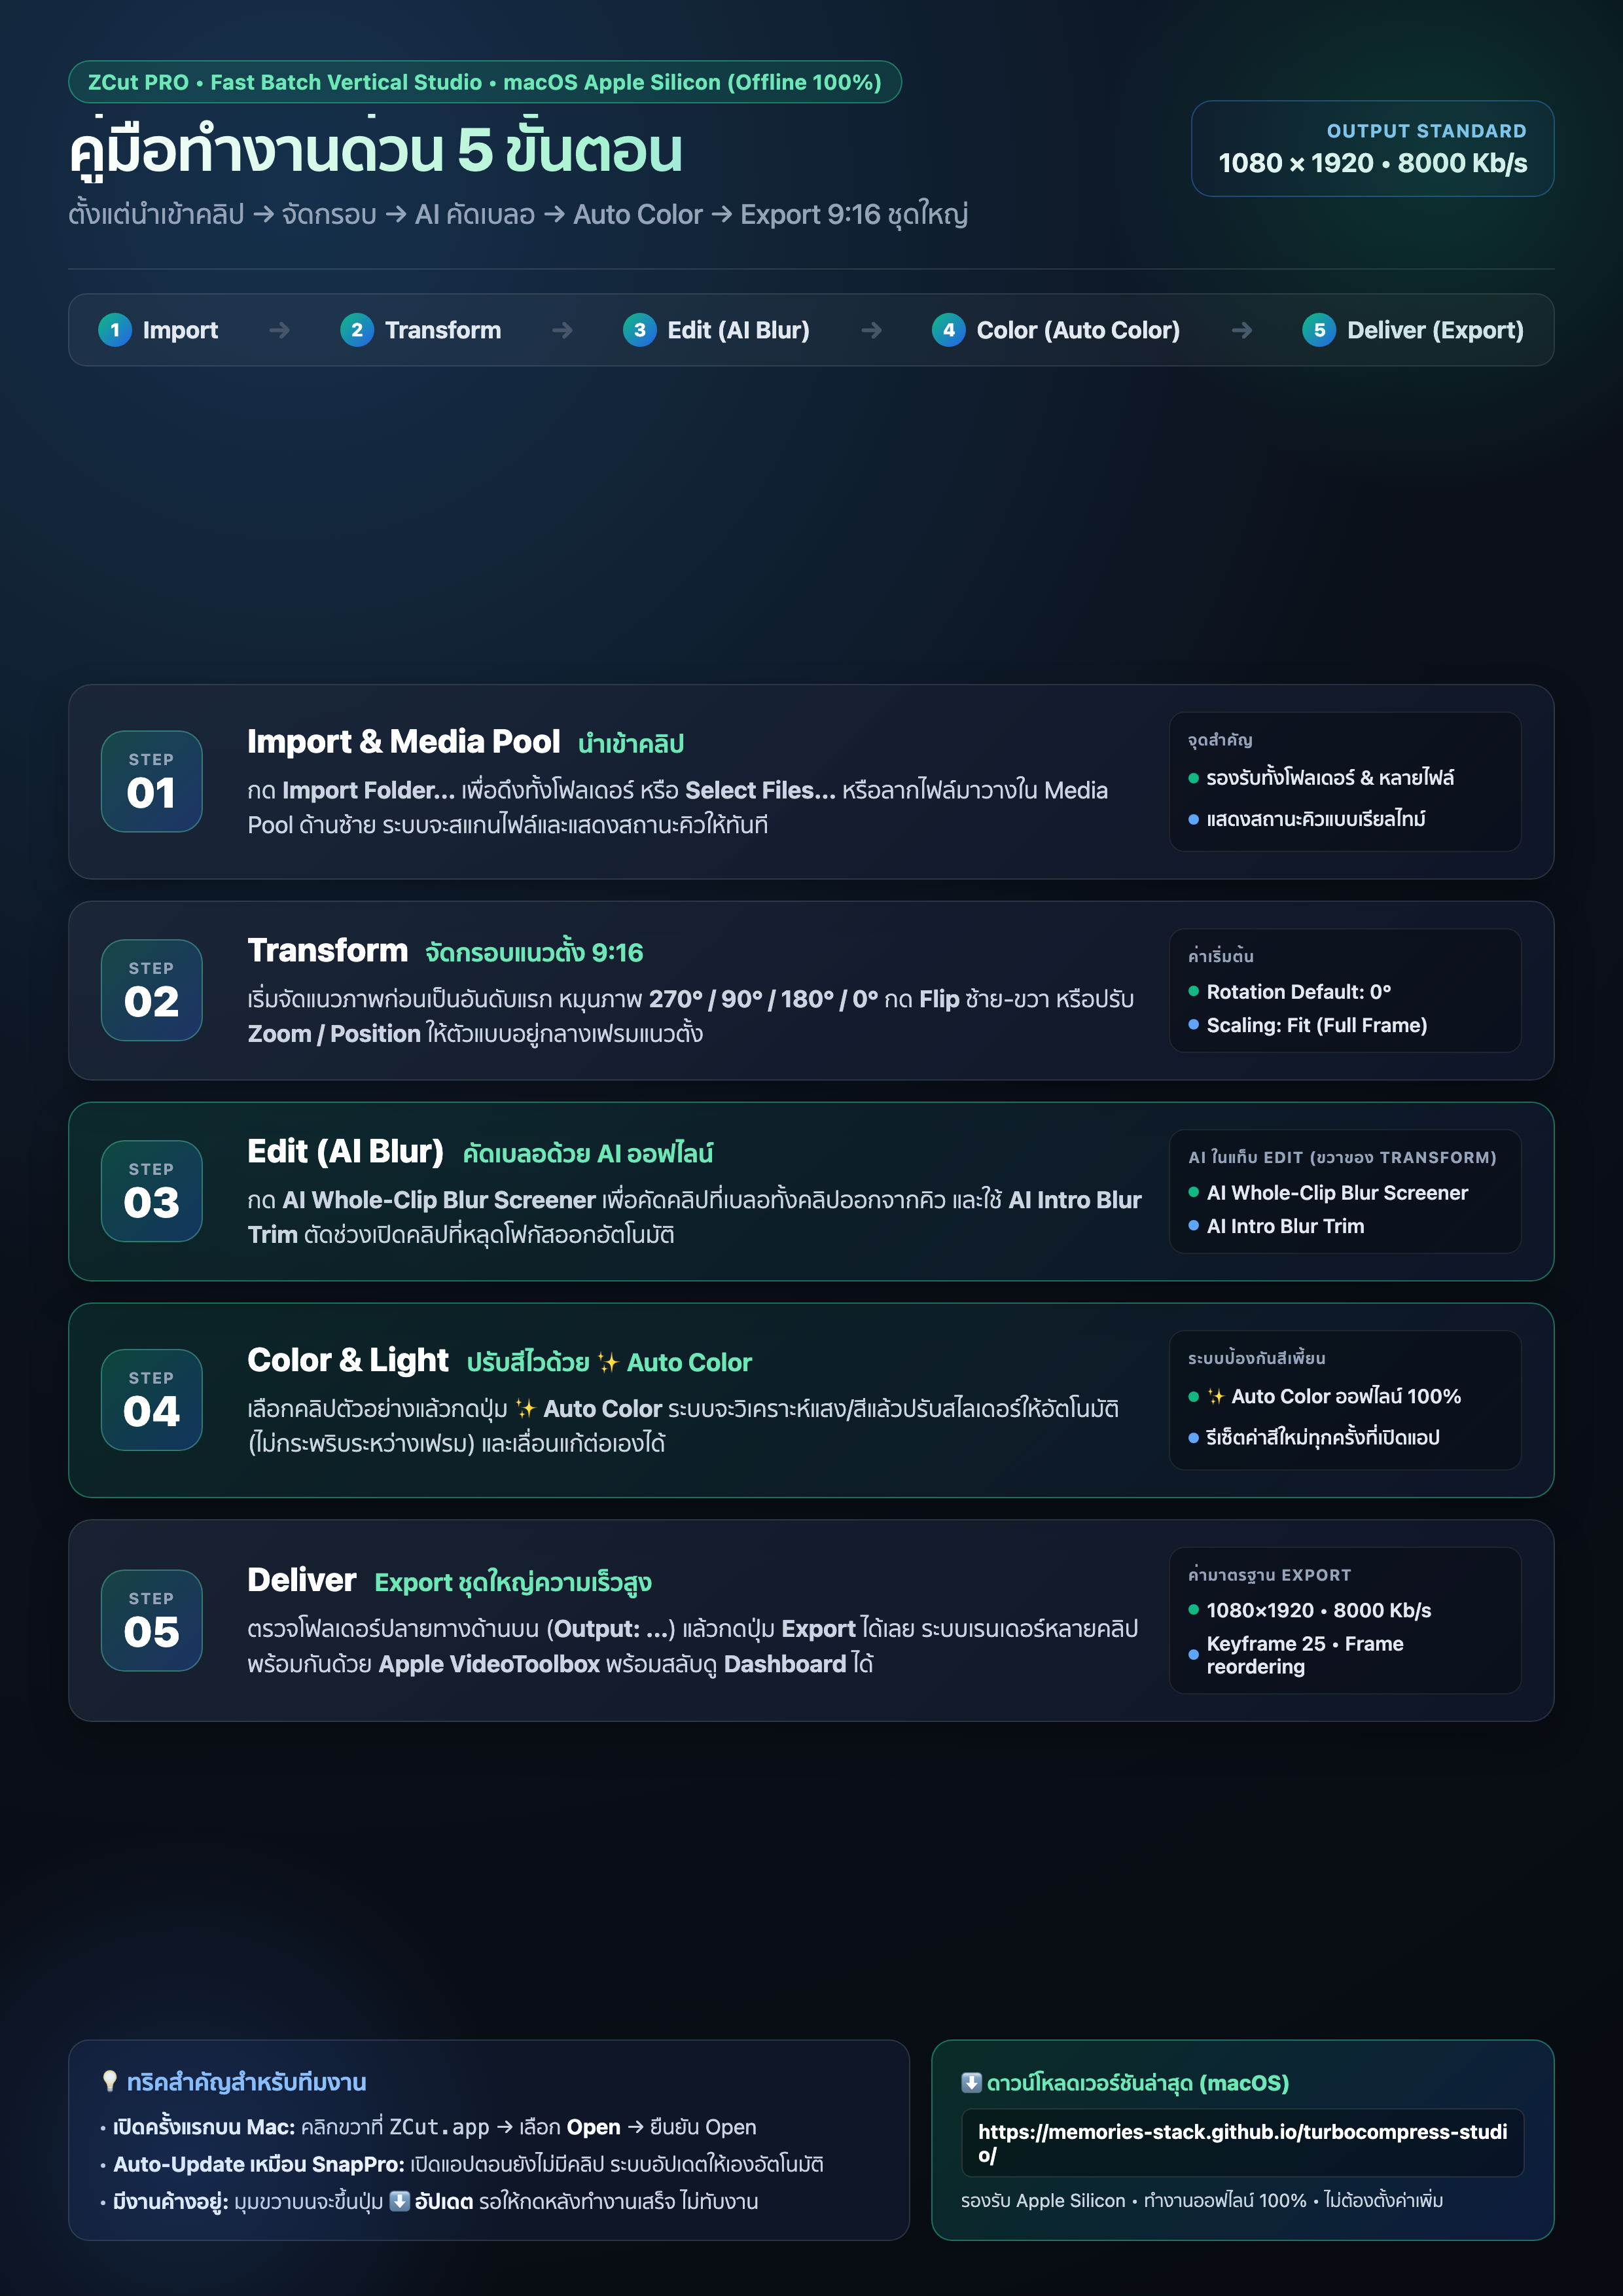 ZCut PRO • Fast Batch Vertical Studio • macOS Apple Silicon (Offline 100%)
คู่มือทำงานด่วน 5 ขั้นตอน
ตั้งแต่นำเข้าคลิป → จัดกรอบ → AI คัดเบลอ → Auto Color → Export 9:16 ชุดใหญ่
OUTPUT STANDARD
1080 × 1920 • 8000 Kb/s
1 Import → 2 Transform → 3 Edit (AI Blur) → 4 Color (Auto Color) → 5 Deliver (Export)
STEP
01
Import & Media Pool นำเข้าคลิป
กด Import Folder... เพื่อดึงทั้งโฟลเดอร์ หรือ Select Files... หรือลากไฟล์มาวางใน Media
Pool ด้านซ้าย ระบบจะสแกนไฟล์และแสดงสถานะคิวให้ทันที
จุดสำคัญ
รองรับทั้งโฟลเดอร์ & หลายไฟล์
แสดงสถานะคิวแบบเรียลไทม์
STEP
02
Transform จัดกรอบแนวตั้ง 9:16
เริ่มจัดแนวภาพก่อนเป็นอันดับแรก หมุนภาพ 270° / 90° / 180° / 0° กด Flip ซ้าย-ขวา หรือปรับ
Zoom / Position ให้ตัวแบบอยู่กลางเฟรมแนวตั้ง
ค่าเริ่มต้น
Rotation Default: 0°
Scaling: Fit (Full Frame)
STEP
03
Edit (AI Blur) คัดเบลอด้วย AI ออฟไลน์
กด AI Whole-Clip Blur Screener เพื่อคัดคลิปที่เบลอทั้งคลิปออกจากคิว และใช้ AI Intro Blur
Trim ตัดช่วงเปิดคลิปที่หลุดโฟกัสออกอัตโนมัติ
AI ในแท็บ EDIT (ขวาของ TRANSFORM)
AI Whole-Clip Blur Screener
AI Intro Blur Trim
STEP
04
Color & Light ปรับสีไวด้วย ✨ Auto Color
เลือกคลิปตัวอย่างแล้วกดปุ่ม ✨ Auto Color ระบบจะวิเคราะห์แสง/สีแล้วปรับสไลเดอร์ให้อัตโนมัติ
(ไม่กระพริบระหว่างเฟรม) และเลื่อนแก้ต่อเองได้
ระบบป้องกันสีเพี้ยน
✨ Auto Color ออฟไลน์ 100%
รีเซ็ตค่าสีใหม่ทุกครั้งที่เปิดแอป
STEP
05
Deliver Export ชุดใหญ่ความเร็วสูง
ตรวจโฟลเดอร์ปลายทางด้านบน (Output: ...) แล้วกดปุ่ม Export ได้เลย ระบบเรนเดอร์หลายคลิป
พร้อมกันด้วย Apple VideoToolbox พร้อมสลับดู Dashboard ได้
ค่ามาตรฐาน EXPORT
1080×1920 • 8000 Kb/s
Keyframe 25 • Frame
reordering
💡 ทริคสำคัญสำหรับทีมงาน
• เปิดครั้งแรกบน Mac: คลิกขวาที่ ZCut.app → เลือก Open → ยืนยัน Open
• Auto-Update เหมือน SnapPro: เปิดแอปตอนยังไม่มีคลิป ระบบอัปเดตให้เองอัตโนมัติ
• มีงานค้างอยู่: มุมขวาบนจะขึ้นปุ่ม ⬇️ อัปเดต รอให้กดหลังทำงานเสร็จ ไม่ทับงาน
⬇️ ดาวน์โหลดเวอร์ชันล่าสุด (macOS)
https://memories-stack.github.io/turbocompress-studi
o/
รองรับ Apple Silicon • ทำงานออฟไลน์ 100% • ไม่ต้องตั้งค่าเพิ่ม